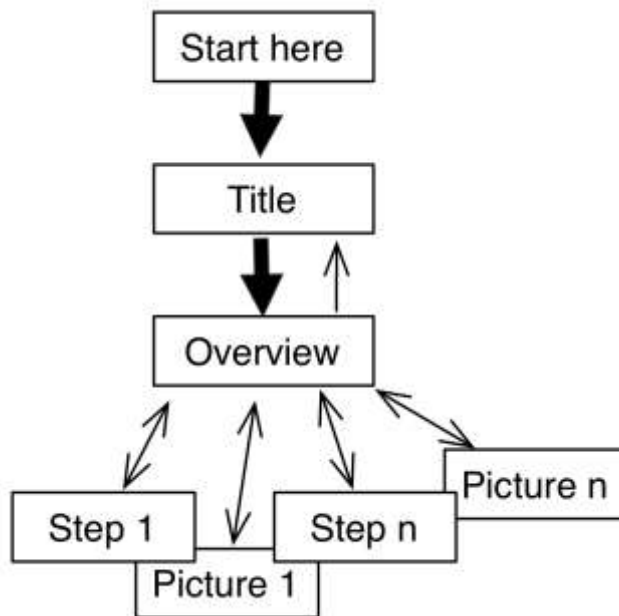 Start here
Title
Overview
Picture n
Step 1
Step n
Picture 1